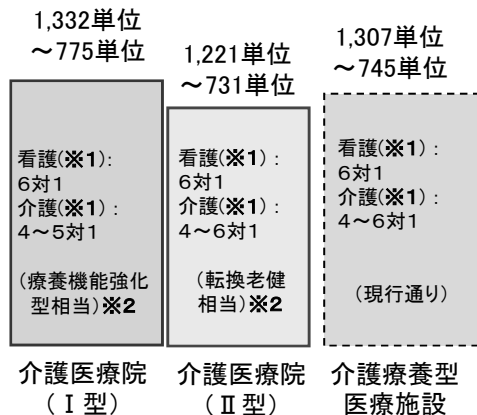 1,332単位
～775単位
看護(※1)：
6対1
介護(※1)：
4～5対1
（療養機能強化
型相当）※2
介護医療院
（Ⅰ型）
1,221単位
～731単位
看護(※1)：
6対1
介護(※1)：
4～6対1
（転換老健
相当）※2
介護医療院
（Ⅱ型）
1,307単位
～745単位
看護(※1)：
6対1
介護(※1)：
4～6対1
（現行通り）
介護療養型
医療施設